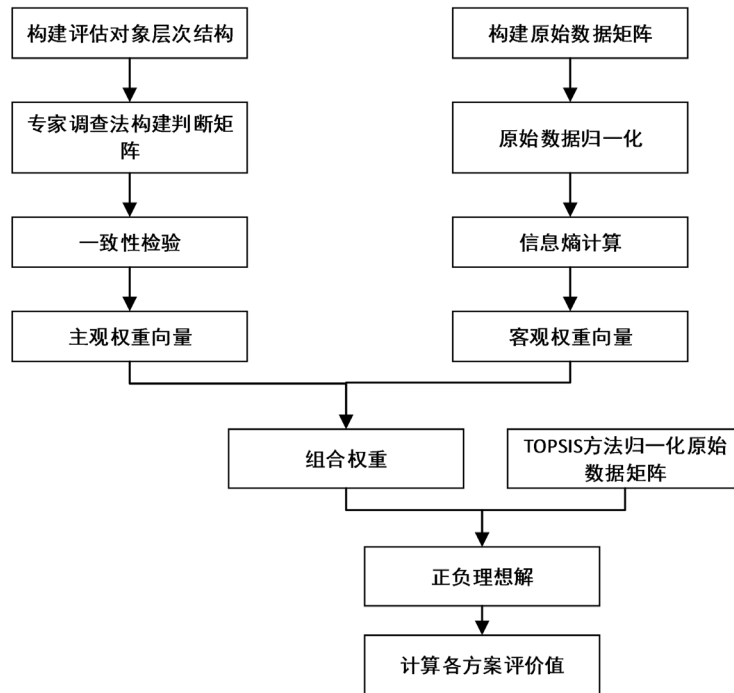 构建评估对象层次结构
构建原始数据矩阵
专家调查法构建判断矩
阵
原始数据归一化
一致性检验
信息熵计算
主观权重向量
客观权重向量
组合权重
TOPSIS方法归一化原始
数据矩阵
正负理想解
计算各方案评价值